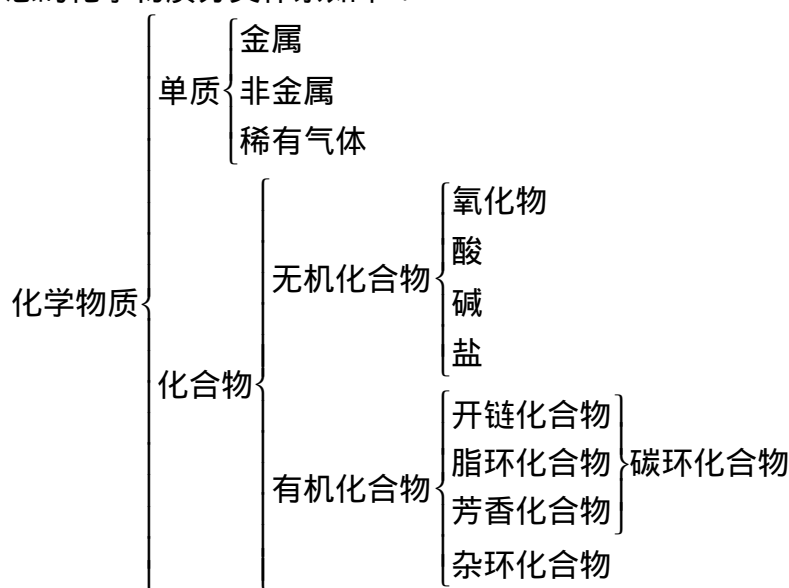 金属
单质
非金属
稀有气体
氧化物
酸
无机化合物
碱
化学物质
盐
化合物
开链化合物
脂环化合物
碳环化合物
有机化合物
芳香化合物
杂环化合物